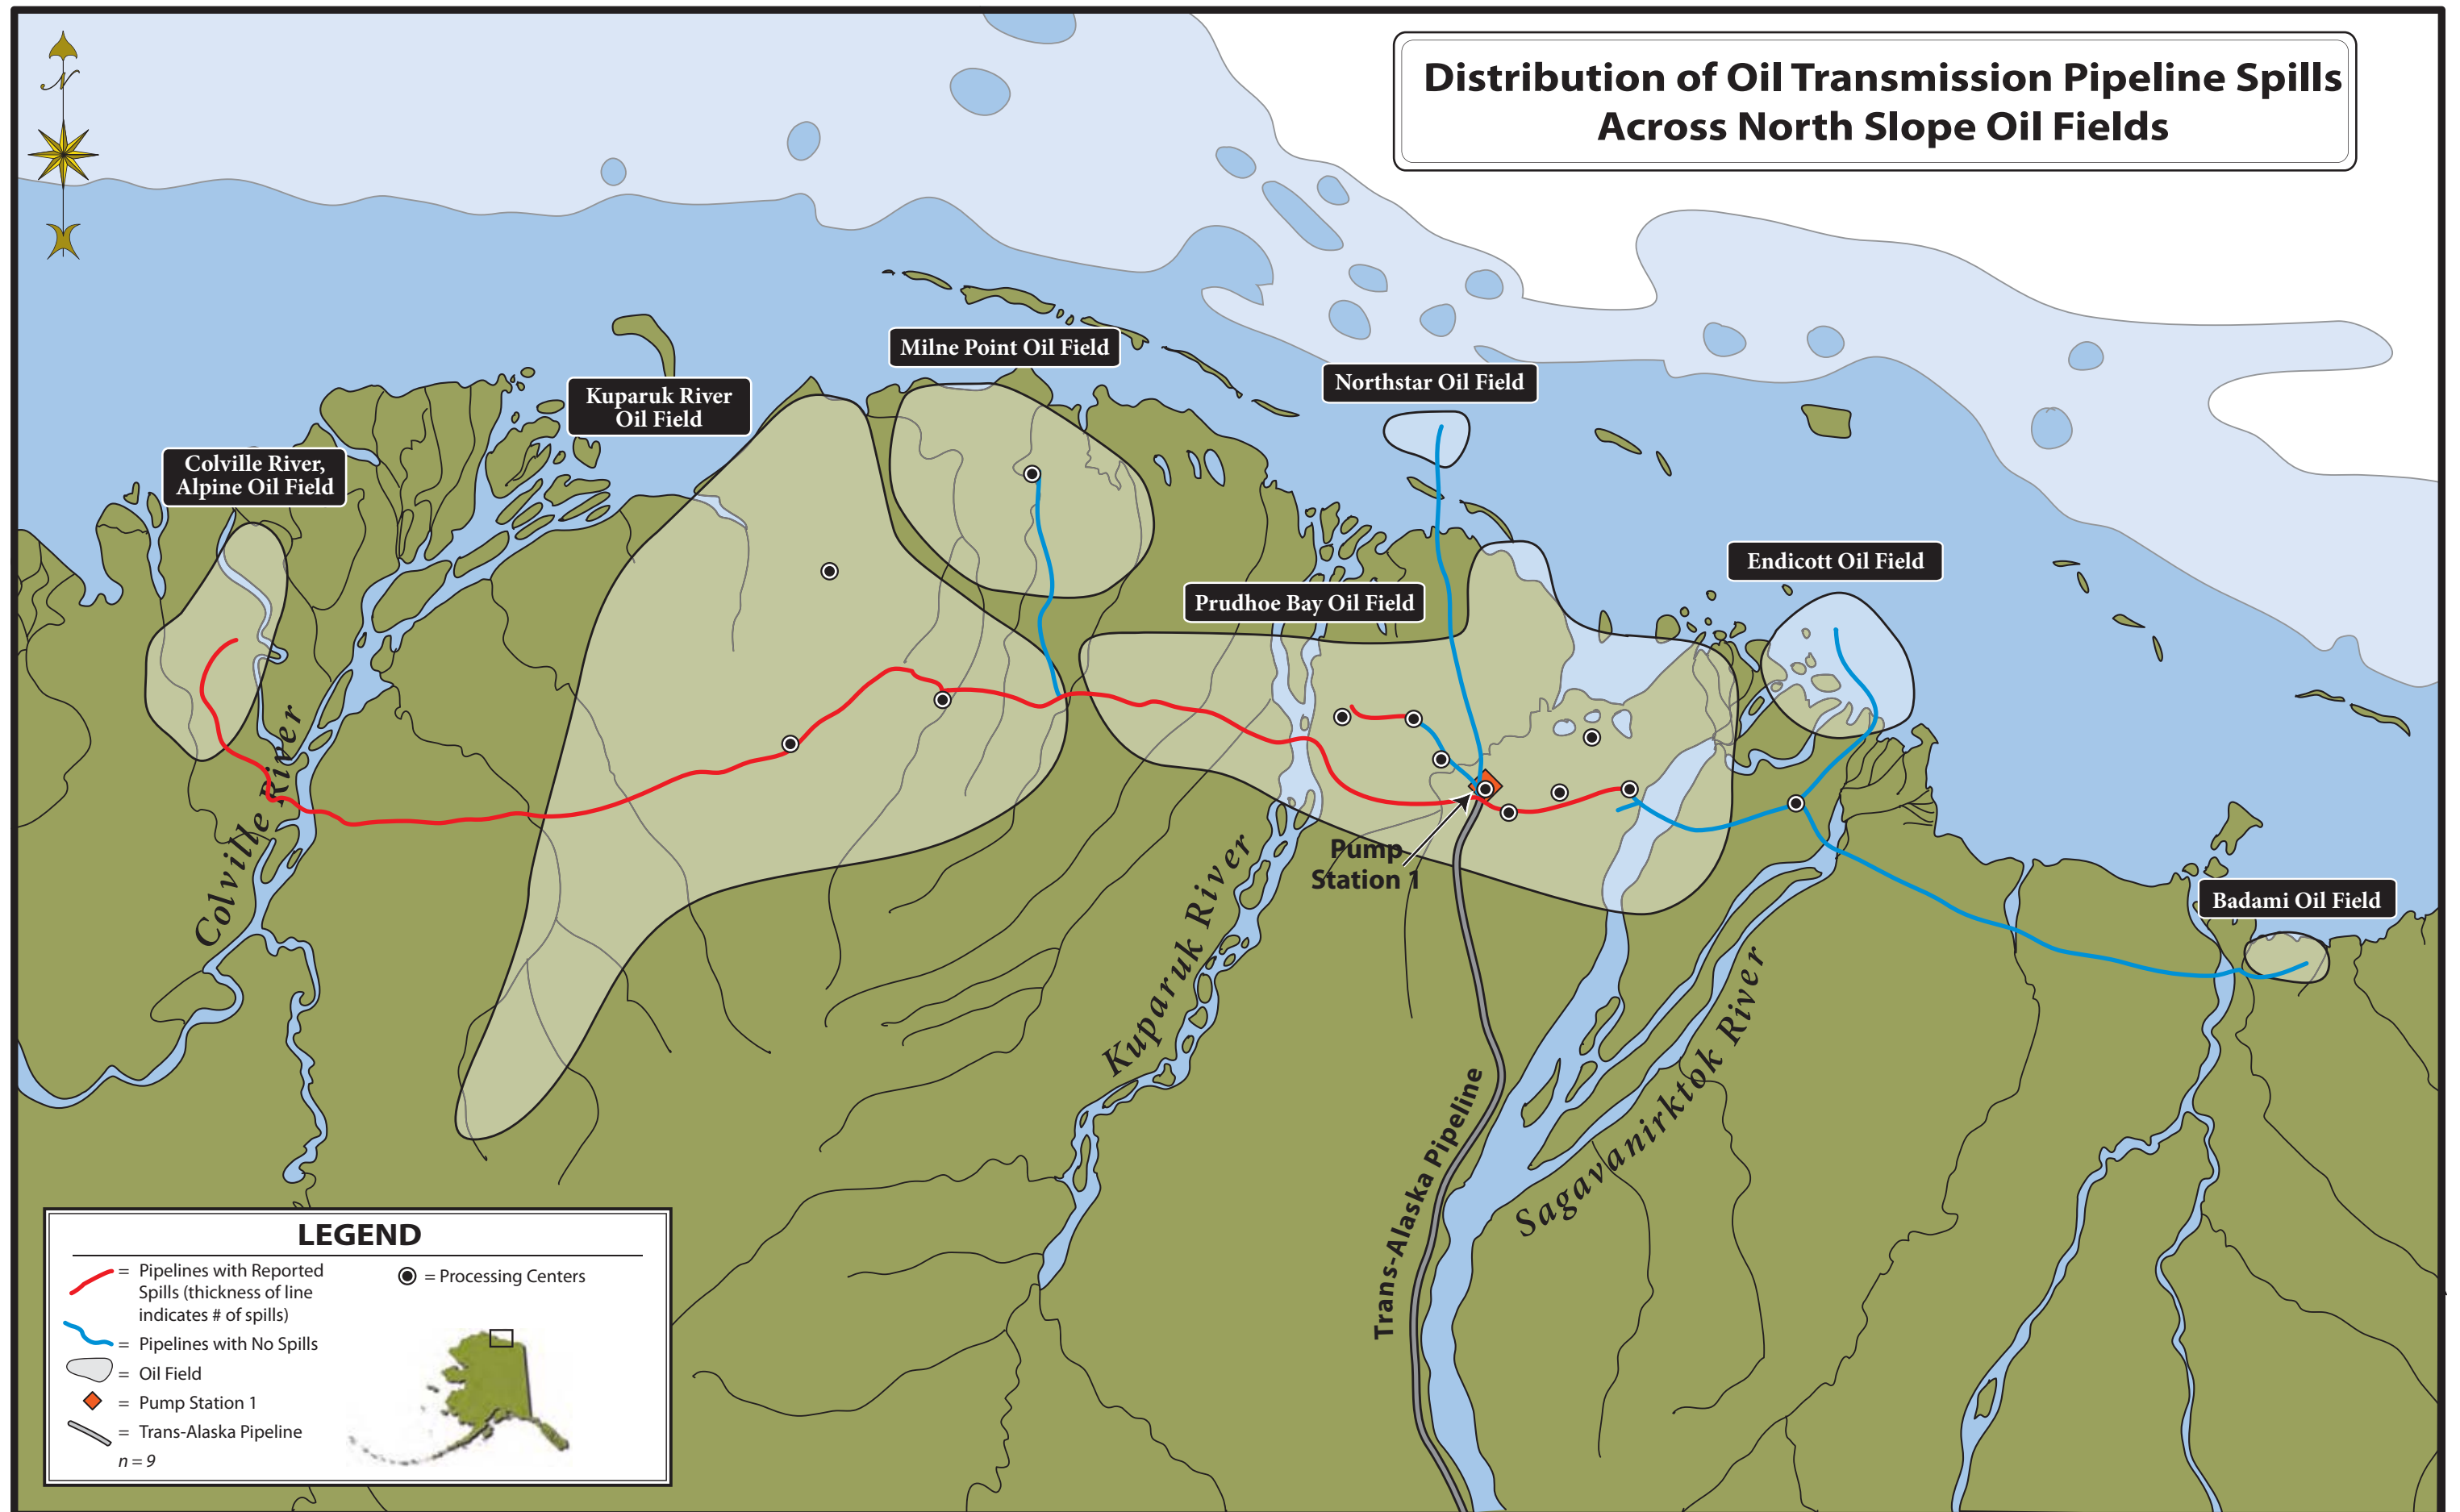 N
Distribution of Oil Transmission Pipeline Spills
Across North Slope Oil Fields
Milne Point Oil Field
Northstar Oil Field
Kuparuk River
Oil Field
Colville River,
Alpine Oil Field
Endicott Oil Field
Prudhoe Bay Oil Field
Pump
Station 1
Badami Oil Field
Colville River
Kuparuk River
Sagavanirktok River
Trans-Alaska Pipeline
LEGEND
= Pipelines with Reported
Spills (thickness of line
indicates # of spills)
= Pipelines with No Spills
= Oil Field
= Pump Station 1
= Trans-Alaska Pipeline
n = 9
= Processing Centers